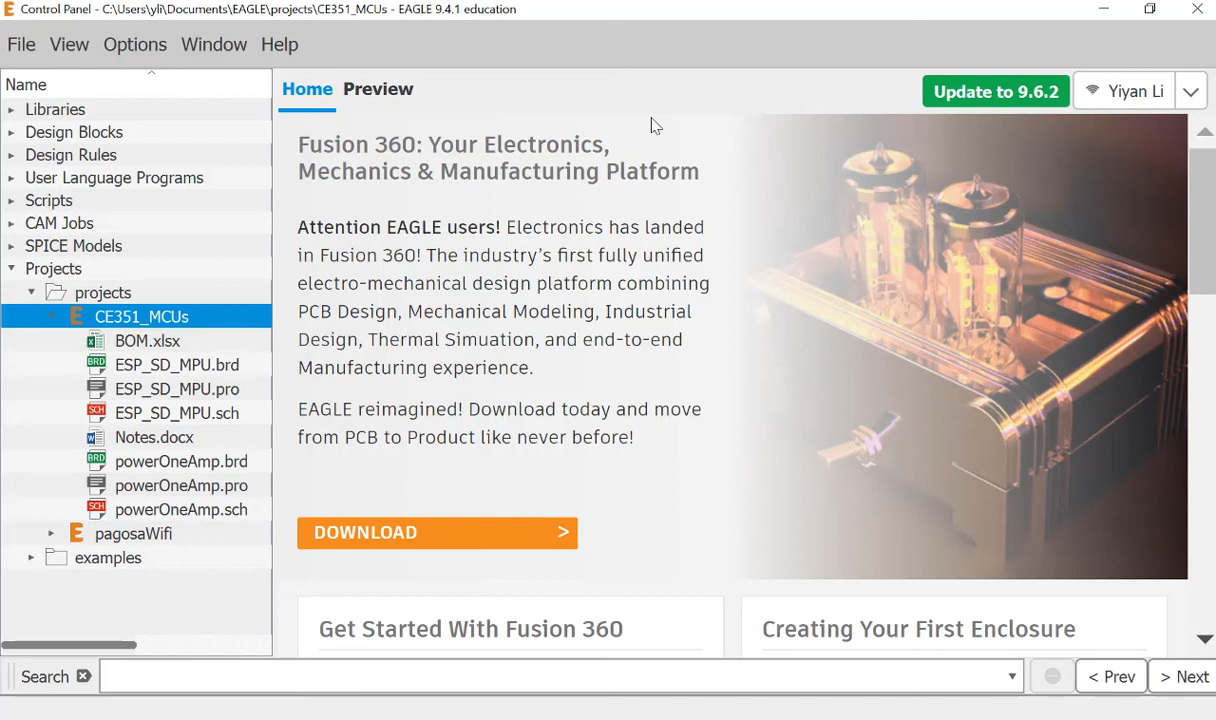 Control Panel - C:\Users\yli\Documents\EAGLE\projects\CE351_MCUs - EAGLE 9.4.1 education
File View Options Window Help
Name
Libraries
Design Blocks
Design Rules
User Language Programs
Scripts
CAM Jobs
SPICE Models
Projects
projects
CE351_MCUs
BOM.xlsx
ESP_SD_MPU.brd
ESP_SD_MPU.pro
ESP_SD_MPU.sch
Notes.docx
powerOneAmp.brd
powerOneAmp.pro
powerOneAmp.sch
pagosaWifi
examples
Home Preview
Update to 9.6.2
Yiyan Li
Fusion 360: Your Electronics,
Mechanics & Manufacturing Platform
Attention EAGLE users! Electronics has landed
in Fusion 360! The industry's first fully unified
electro-mechanical design platform combining
PCB Design, Mechanical Modeling, Industrial
Design, Thermal Simuation, and end-to-end
Manufacturing experience.
EAGLE reimagined! Download today and move
from PCB to Product like never before!
DOWNLOAD >
Get Started With Fusion 360
Creating Your First Enclosure
Search
< Prev
> Next